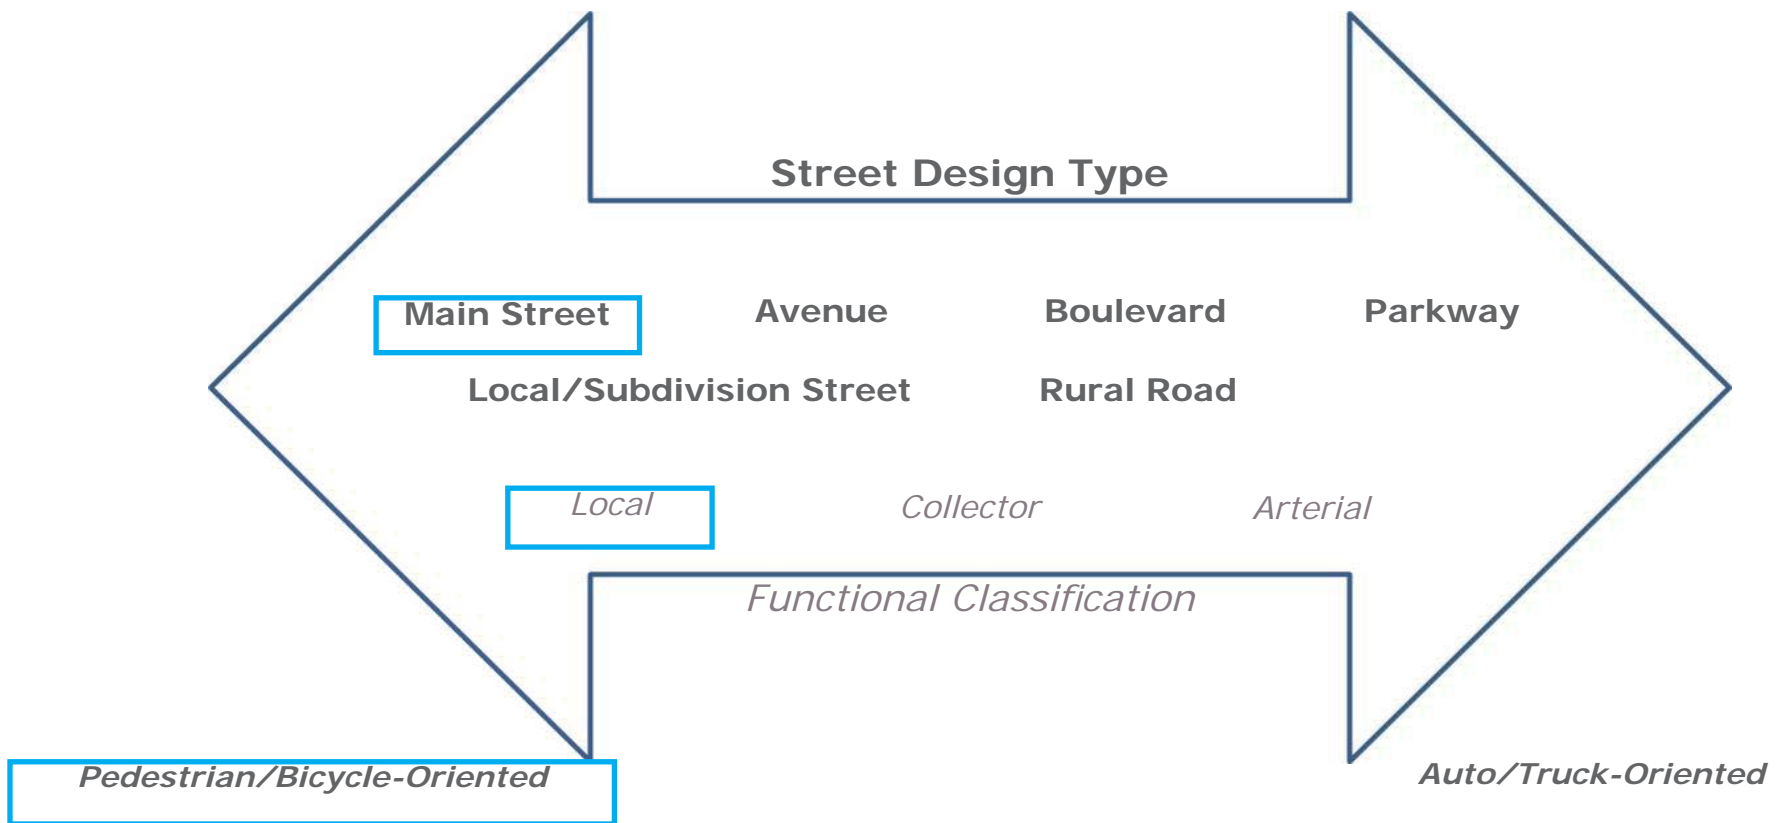 Street Design Type
Main Street Avenue Boulevard Parkway
Local/Subdivision Street Rural Road
Local Collector Arterial
Functional Classification
Pedestrian/Bicycle-Oriented Auto/Truck-Oriented